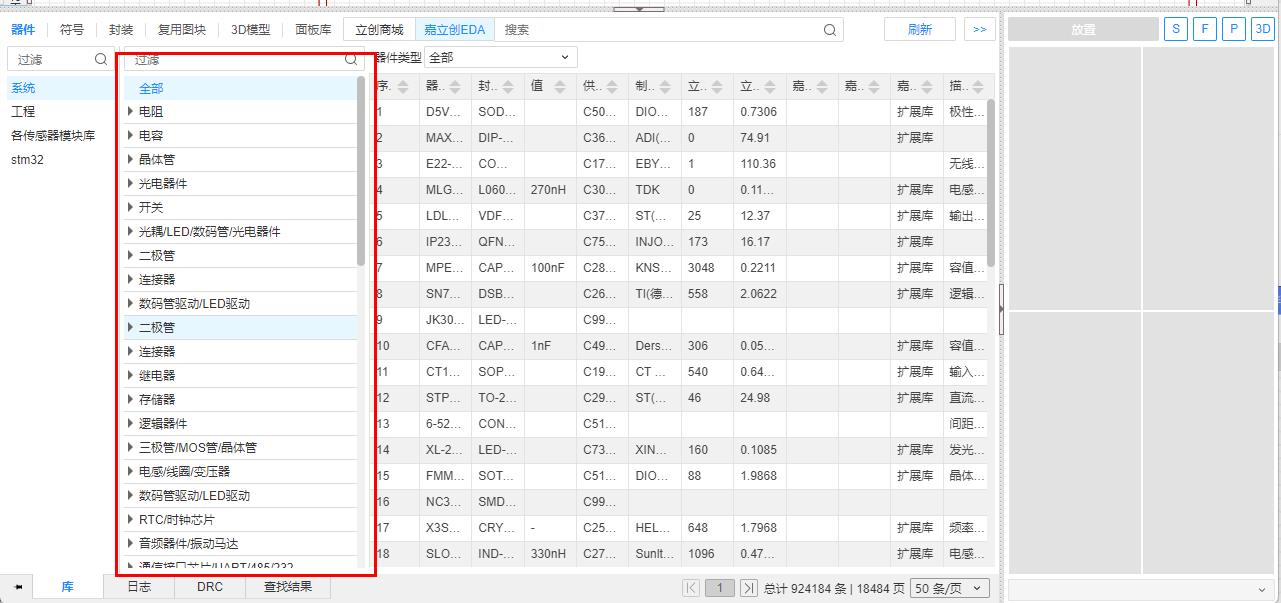 器件 符号 封装 复用图块 3D模型 面板库 立创商城 嘉立创EDA 搜索 刷新 >> 放置 S F P 3D
过滤 过滤 器件类型 全部
系统
工程
各传感器模块库
stm32
全部
电阻
电容
晶体管
光电器件
开关
光耦/LED/数码管/光电器件
二极管
连接器
数码管驱动/LED驱动
二极管
连接器
继电器
存储器
逻辑器件
三极管/MOS管/晶体管
电感/线圈/变压器
数码管驱动/LED驱动
RTC/时钟芯片
音频器件/振动马达
通信接口芯片/UART/485/232
序. 器.. 封.. 值 供.. 制.. 立.. 立.. 嘉.. 嘉.. 嘉.. 描..
1 D5V... SOD... C50... DIO... 187 0.7306 扩展库 极性...
2 MAX... DIP-... C36... ADI(... 0 74.91 扩展库
3 E22-... CO... C17... EBY... 1 110.36 无线...
4 MLG... L060... 270nH C30... TDK 0 0.11... 扩展库 电感...
5 LDL... VDF... C37... ST(... 25 12.37 扩展库 输出...
6 IP23... QFN... C75... INJO... 173 16.17 扩展库
7 MPE... CAP... 100nF C28... KNS... 3048 0.2211 扩展库 容值...
8 SN7... DSB... C26... TI(德... 558 2.0622 扩展库 逻辑...
9 JK30... LED-... C99...
10 CFA... CAP... 1nF C49... Ders... 306 0.05... 扩展库 容值...
11 CT1... SOP... C19... CT ... 540 0.64... 扩展库 输入...
12 STP... TO-2... C29... ST(... 46 24.98 扩展库 直流...
13 6-52... CON... C51... 间距...
14 XL-2... LED-... C73... XIN... 160 0.1085 扩展库 发光...
15 FMM... SOT... C51... DIO... 88 1.9868 扩展库 晶体...
16 NC3... SMD... C99...
17 X3S... CRY... - C25... HEL... 648 1.7968 扩展库 频率...
18 SLO... IND-... 330nH C27... Sunlt... 1096 0.47... 扩展库 电感...
库 日志 DRC 查找结果 1 总计 924184 条 | 18484 页 50 条/页